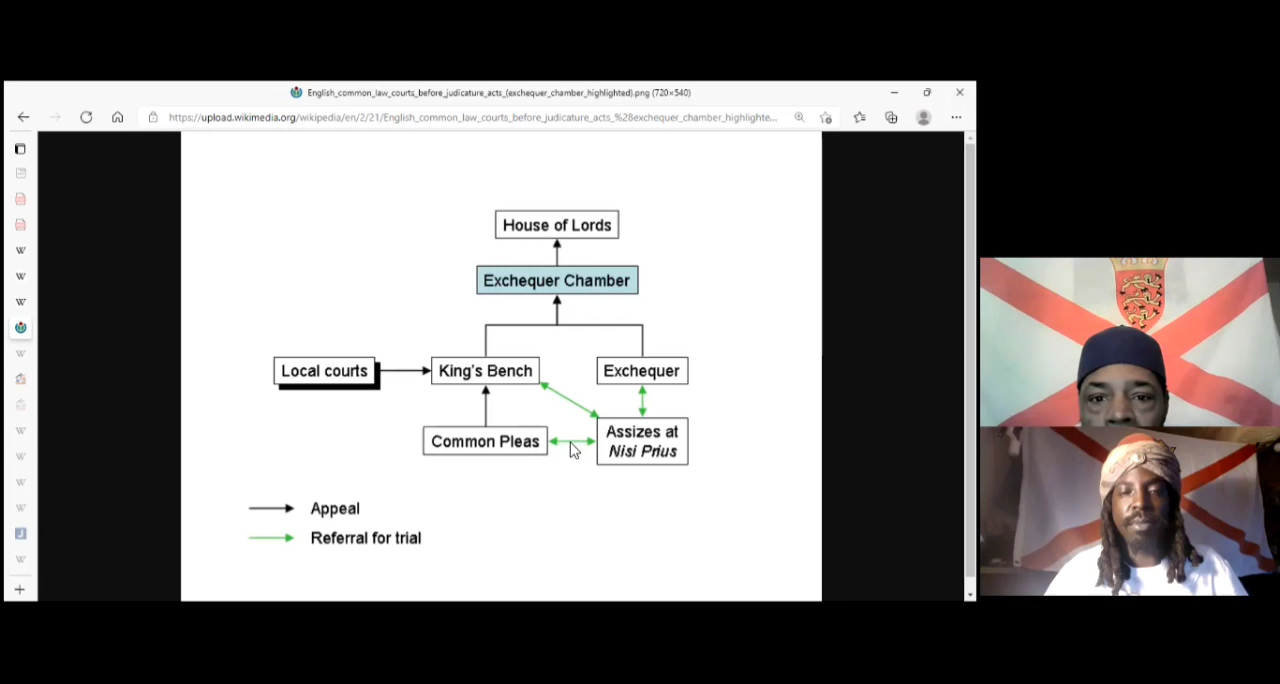 English_common_law_courts_before_judicature_acts_(exchequer_chamber_highlighted).png (720×540)
https://upload.wikimedia.org/wikipedia/en/2/21/English_common_law_courts_before_judicature_acts_%28exchequer_chamber_highlighte...
House of Lords
Exchequer Chamber
Local courts
King's Bench
Exchequer
Common Pleas
Assizes at
Nisi Prius
Appeal
Referral for trial